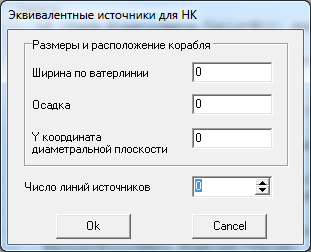 Эквивалентные источники для НК
Размеры и расположение корабля
Ширина по ватерлинии 0
Осадка 0
Y координата
диаметральной плоскости 0
Число линий источников 0
Ok Cancel